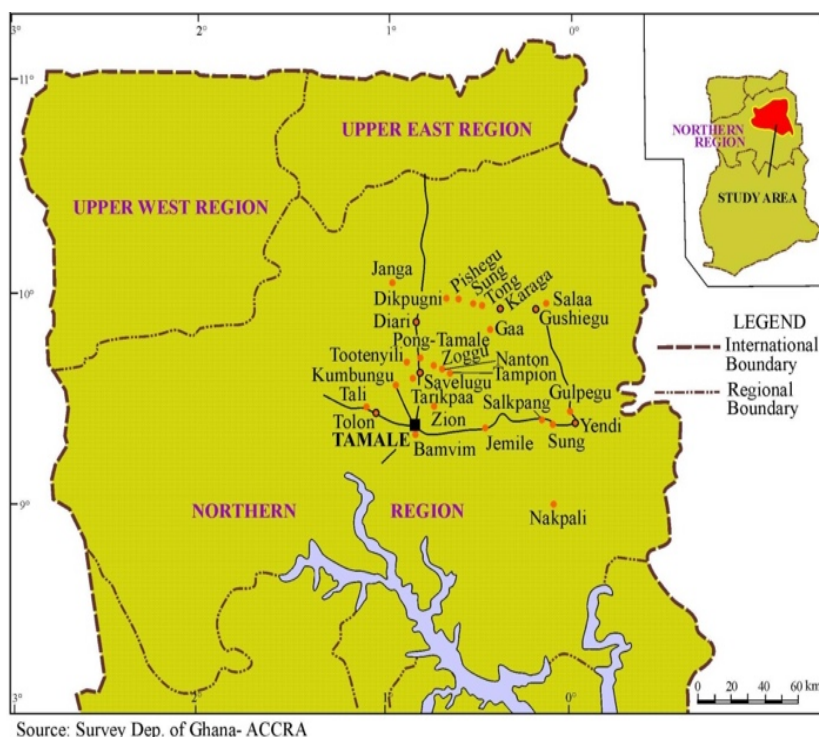 3°
2°
1°
0°
11°
UPPER EAST REGION
NORTHERN
REGION
STUDY AREA
UPPER WEST REGION
10°
Janga
Pishegu
Sung
Tong
Karaga
Dikpugni
Salaa
Gushiegu
Diari
Gaa
LEGEND
International
Boundary
Regional
Boundary
Pong-Tamale
Zoggu
Nanton
Tootenyili
Tampion
Kumbungu
Savelugu
Tali
Tarikpaa
Salkpang
Gulpegu
Tolon
Zion
Yendi
TAMALE
Bamvim
Jemile
Sung
9°
NORTHERN
REGION
Nakpali
3°
2°
1°
0°
0 20 40 60 km
Source: Survey Dep. of Ghana- ACCRA